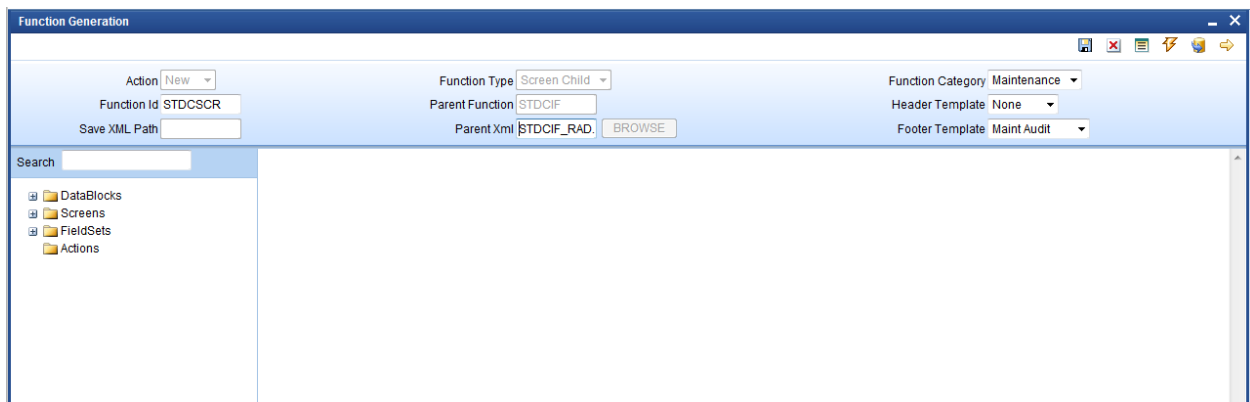 Function Generation
Action New Function Type Screen Child Function Category Maintenance
Function Id STDCSCR Parent Function STDCIF Header Template None
Save XML Path Parent Xml STDCIF_RAD. BROWSE Footer Template Maint Audit
Search
DataBlocks
Screens
FieldSets
Actions